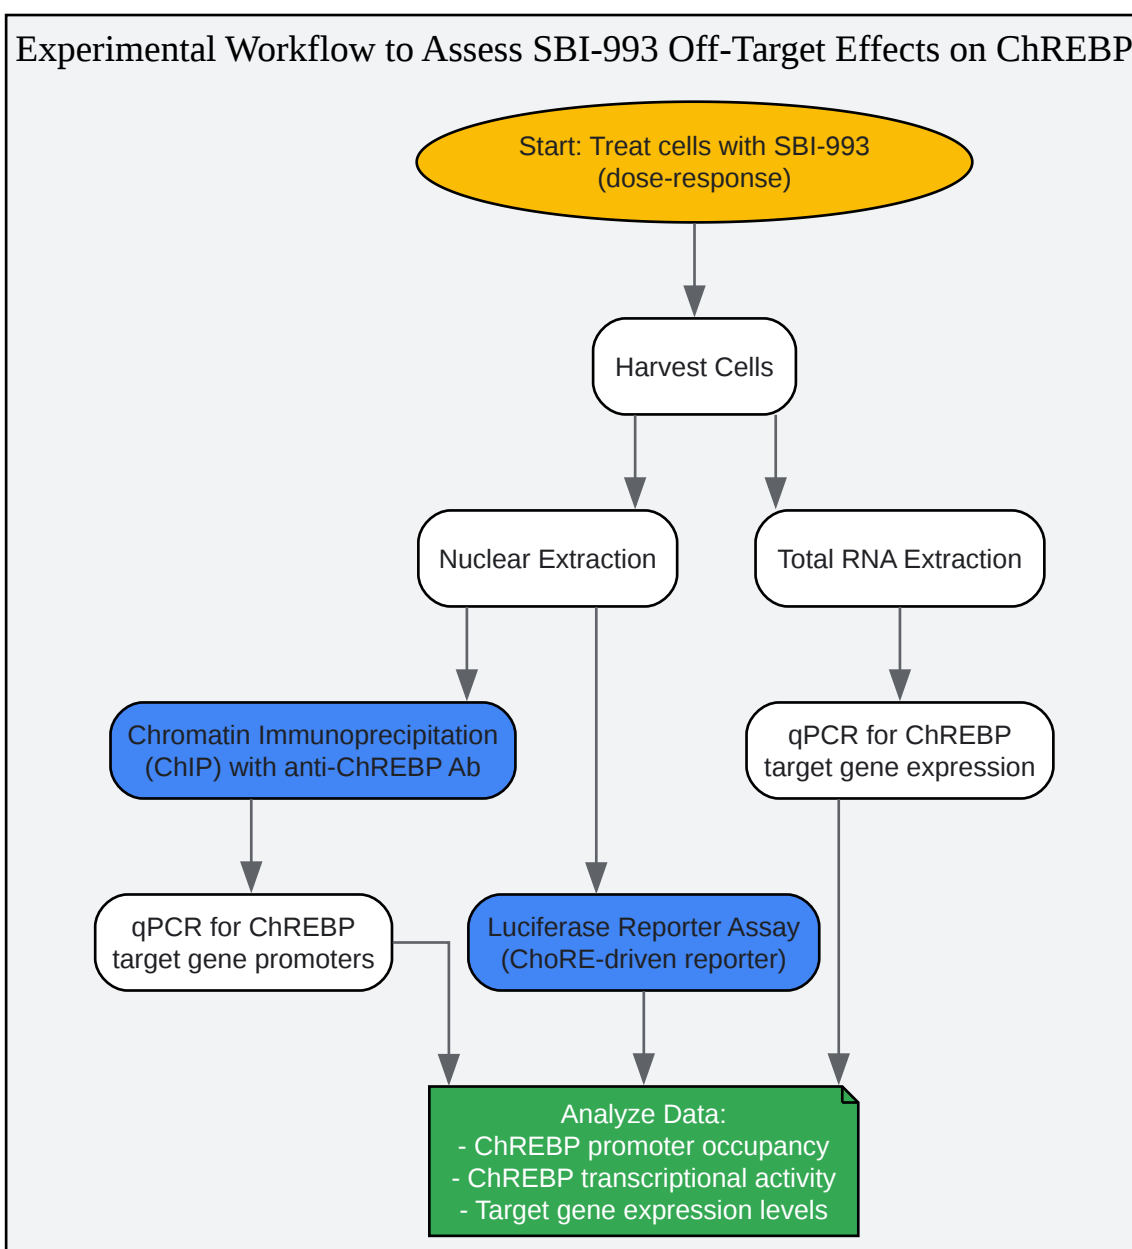 Experimental Workflow to Assess SBI-993 Off-Target Effects on ChREBP
Start: Treat cells with SBI-993
(dose-response)
Harvest Cells
Nuclear Extraction
Total RNA Extraction
Chromatin Immunoprecipitation
(ChIP) with anti-ChREBP Ab
qPCR for ChREBP
target gene expression
qPCR for ChREBP
target gene promoters
Luciferase Reporter Assay
(ChoRE-driven reporter)
Analyze Data:
- ChREBP promoter occupancy
- ChREBP transcriptional activity
- Target gene expression levels